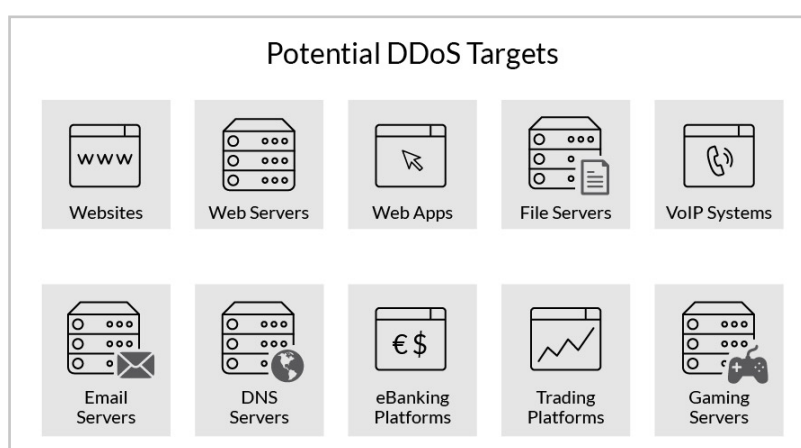 Potential DDoS Targets
www
Websites
Web Servers
Web Apps
File Servers
VoIP Systems
Email
Servers
DNS
Servers
€ $
eBanking
Platforms
Trading
Platforms
Gaming
Servers